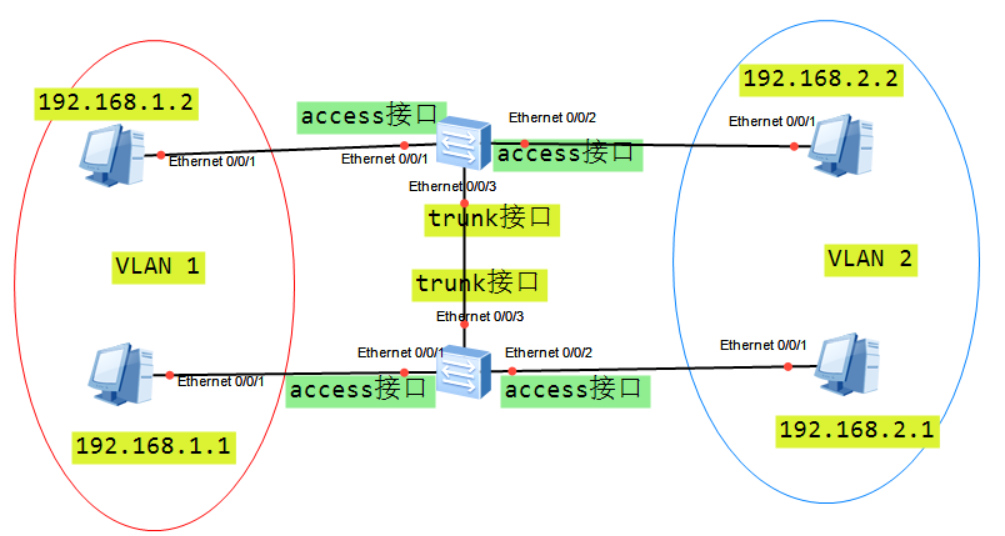 192.168.1.2
access接口
Ethernet 0/0/2
192.168.2.2
Ethernet 0/0/1
Ethernet 0/0/1
Ethernet 0/0/1
access接口
Ethernet 0/0/3
trunk接口
VLAN 1
VLAN 2
trunk接口
Ethernet 0/0/3
Ethernet 0/0/1
Ethernet 0/0/2
Ethernet 0/0/1
Ethernet 0/0/1
access接口
access接口
192.168.1.1
192.168.2.1